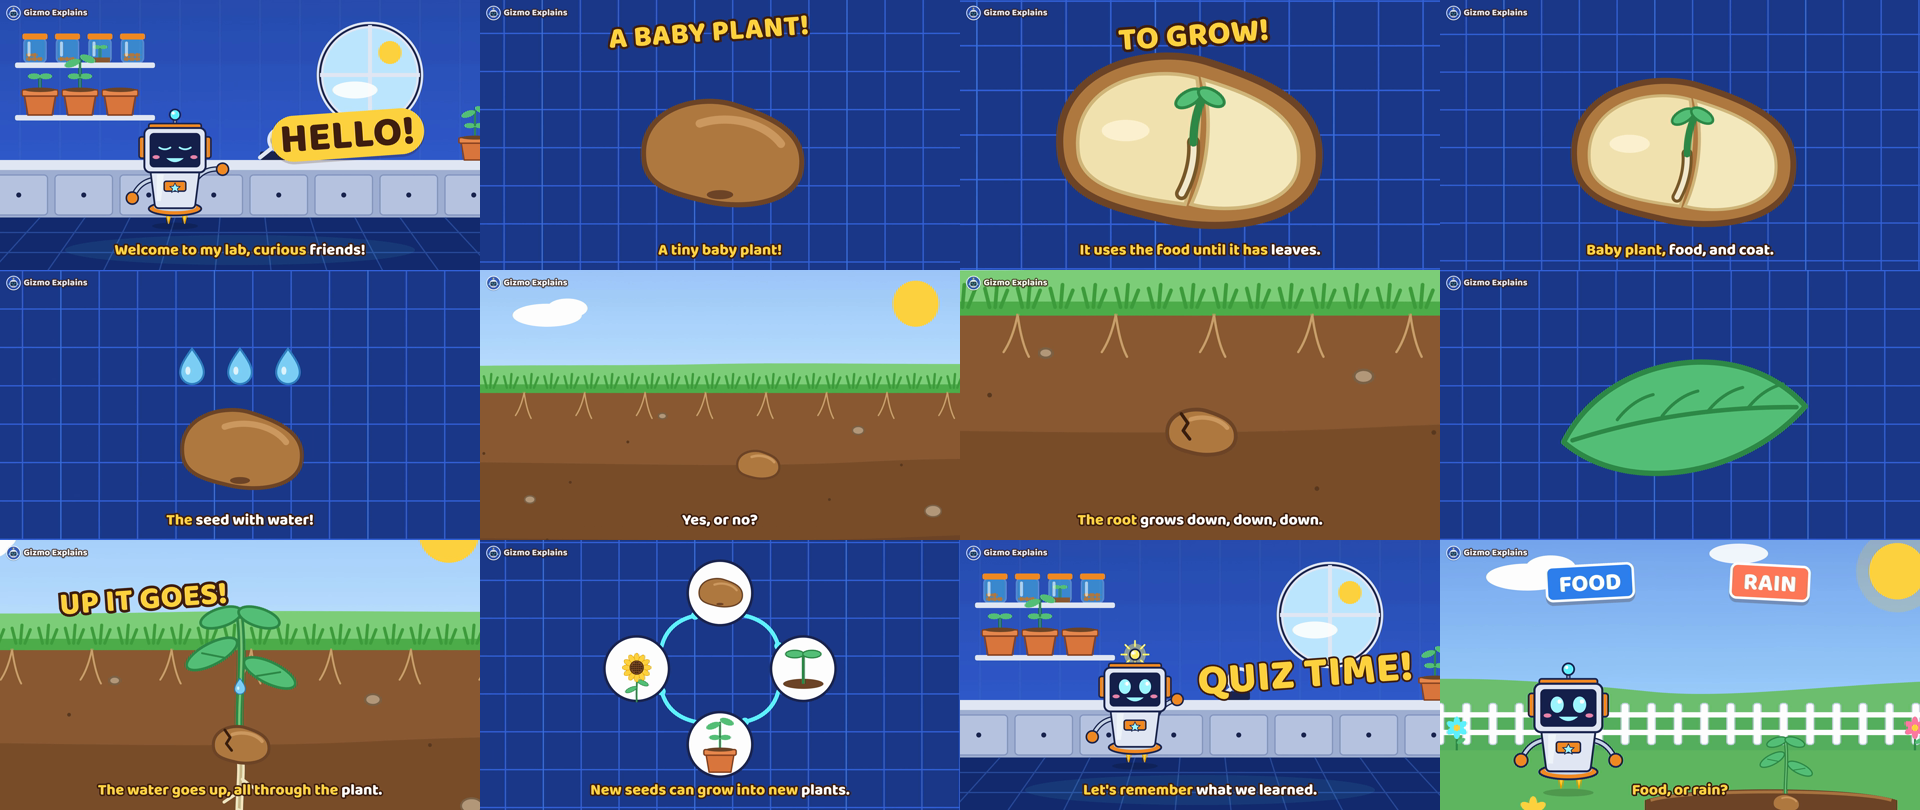 Gizmo Explains
HELLO!
Welcome to my lab, curious friends!
Gizmo Explains
A BABY PLANT!
A tiny baby plant!
Gizmo Explains
TO GROW!
It uses the food until it has leaves.
Gizmo Explains
Baby plant, food, and coat.
Gizmo Explains
The seed with water!
Gizmo Explains
Yes, or no?
Gizmo Explains
The root grows down, down, down.
Gizmo Explains
Gizmo Explains
UP IT GOES!
The water goes up, all through the plant.
Gizmo Explains
New seeds can grow into new plants.
Gizmo Explains
QUIZ TIME!
Let's remember what we learned.
Gizmo Explains
FOOD
RAIN
Food, or rain?